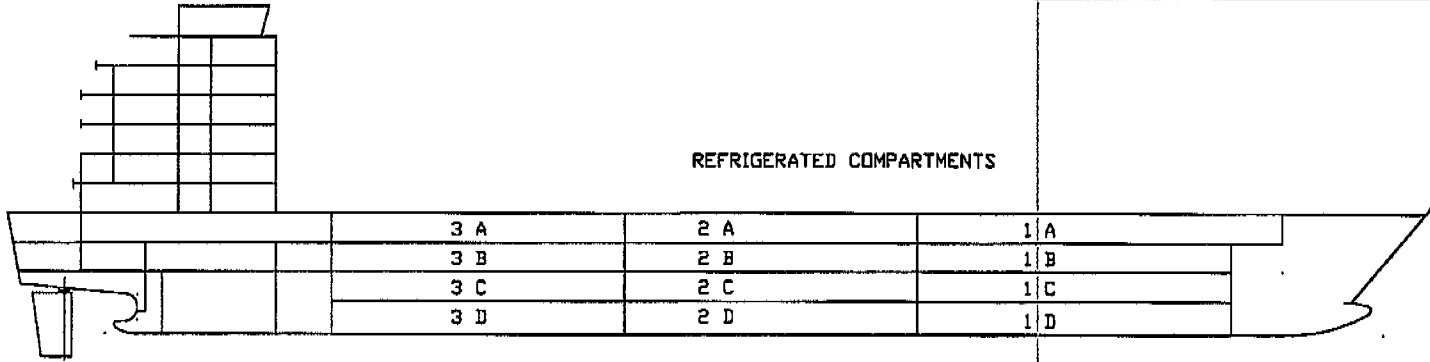 REFRIGERATED COMPARTMENTS
3 A 2 A 1 A
3 B 2 B 1 B
3 C 2 C 1 C
3 D 2 D 1 D